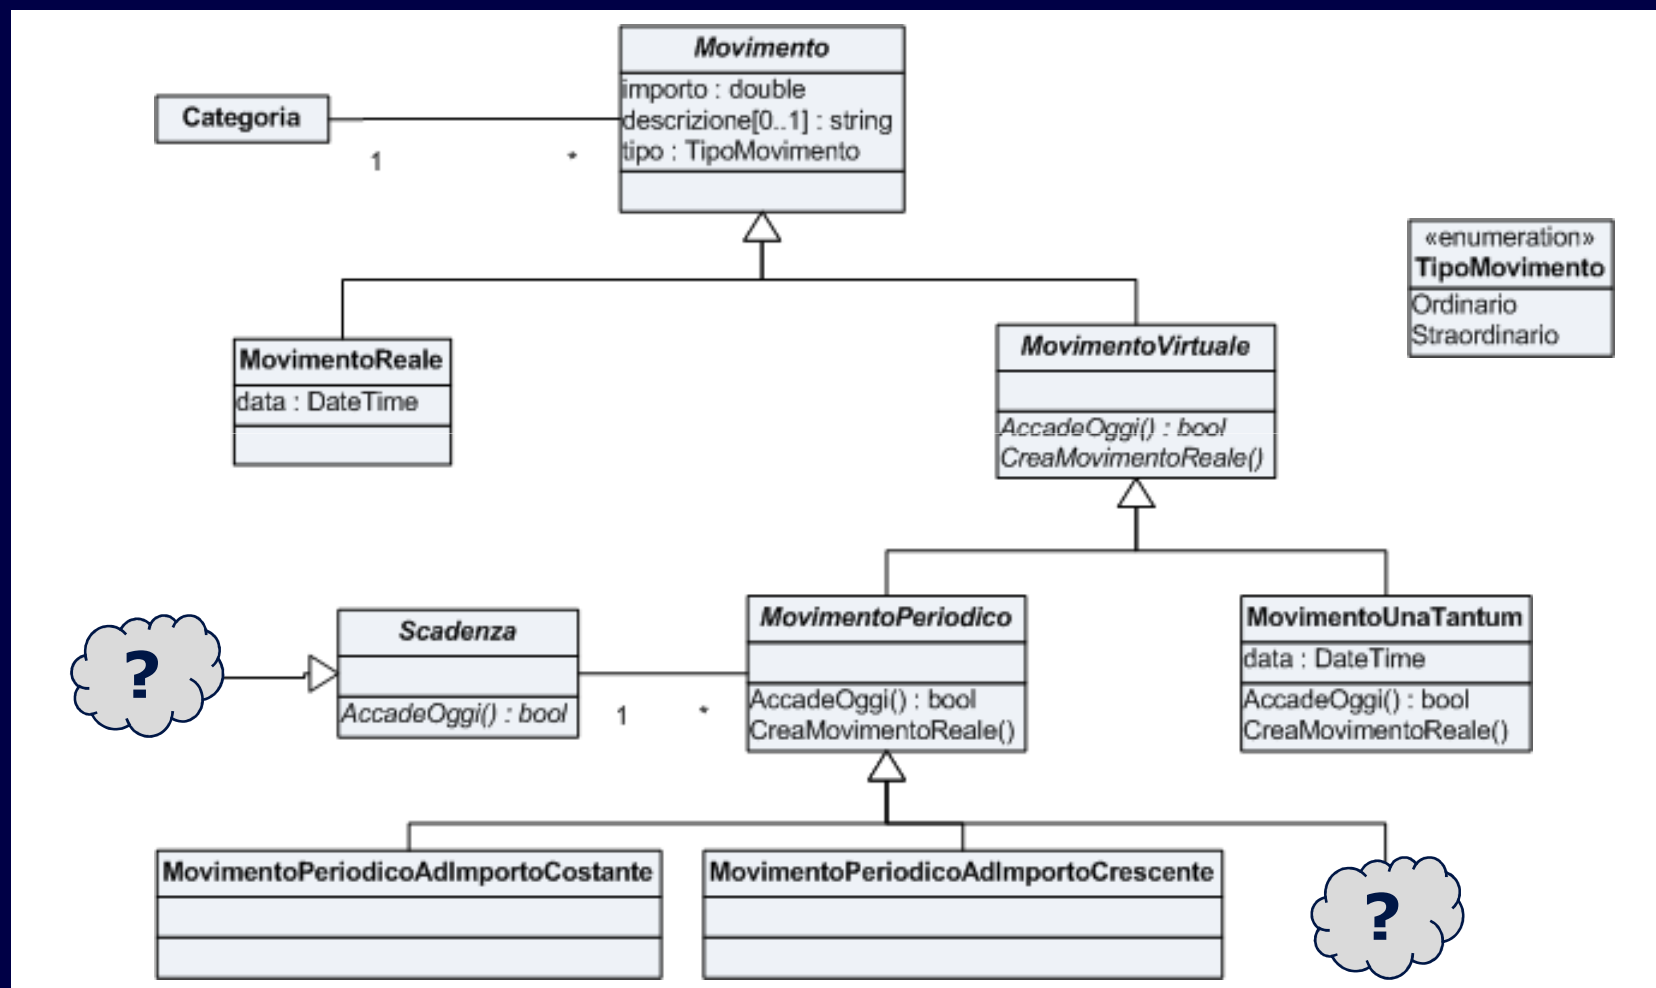 Movimento
importo : double
descrizione[0..1] : string
tipo : TipoMovimento
Categoria
1
*
«enumeration»
TipoMovimento
Ordinario
Straordinario
MovimentoReale
data : DateTime
MovimentoVirtuale
AccadeOggi() : bool
CreaMovimentoReale()
?
Scadenza
AccadeOggi() : bool
1
*
MovimentoPeriodico
AccadeOggi() : bool
CreaMovimentoReale()
MovimentoUnaTantum
data : DateTime
AccadeOggi() : bool
CreaMovimentoReale()
MovimentoPeriodicoAdImportoCostante
MovimentoPeriodicoAdImportoCrescente
?